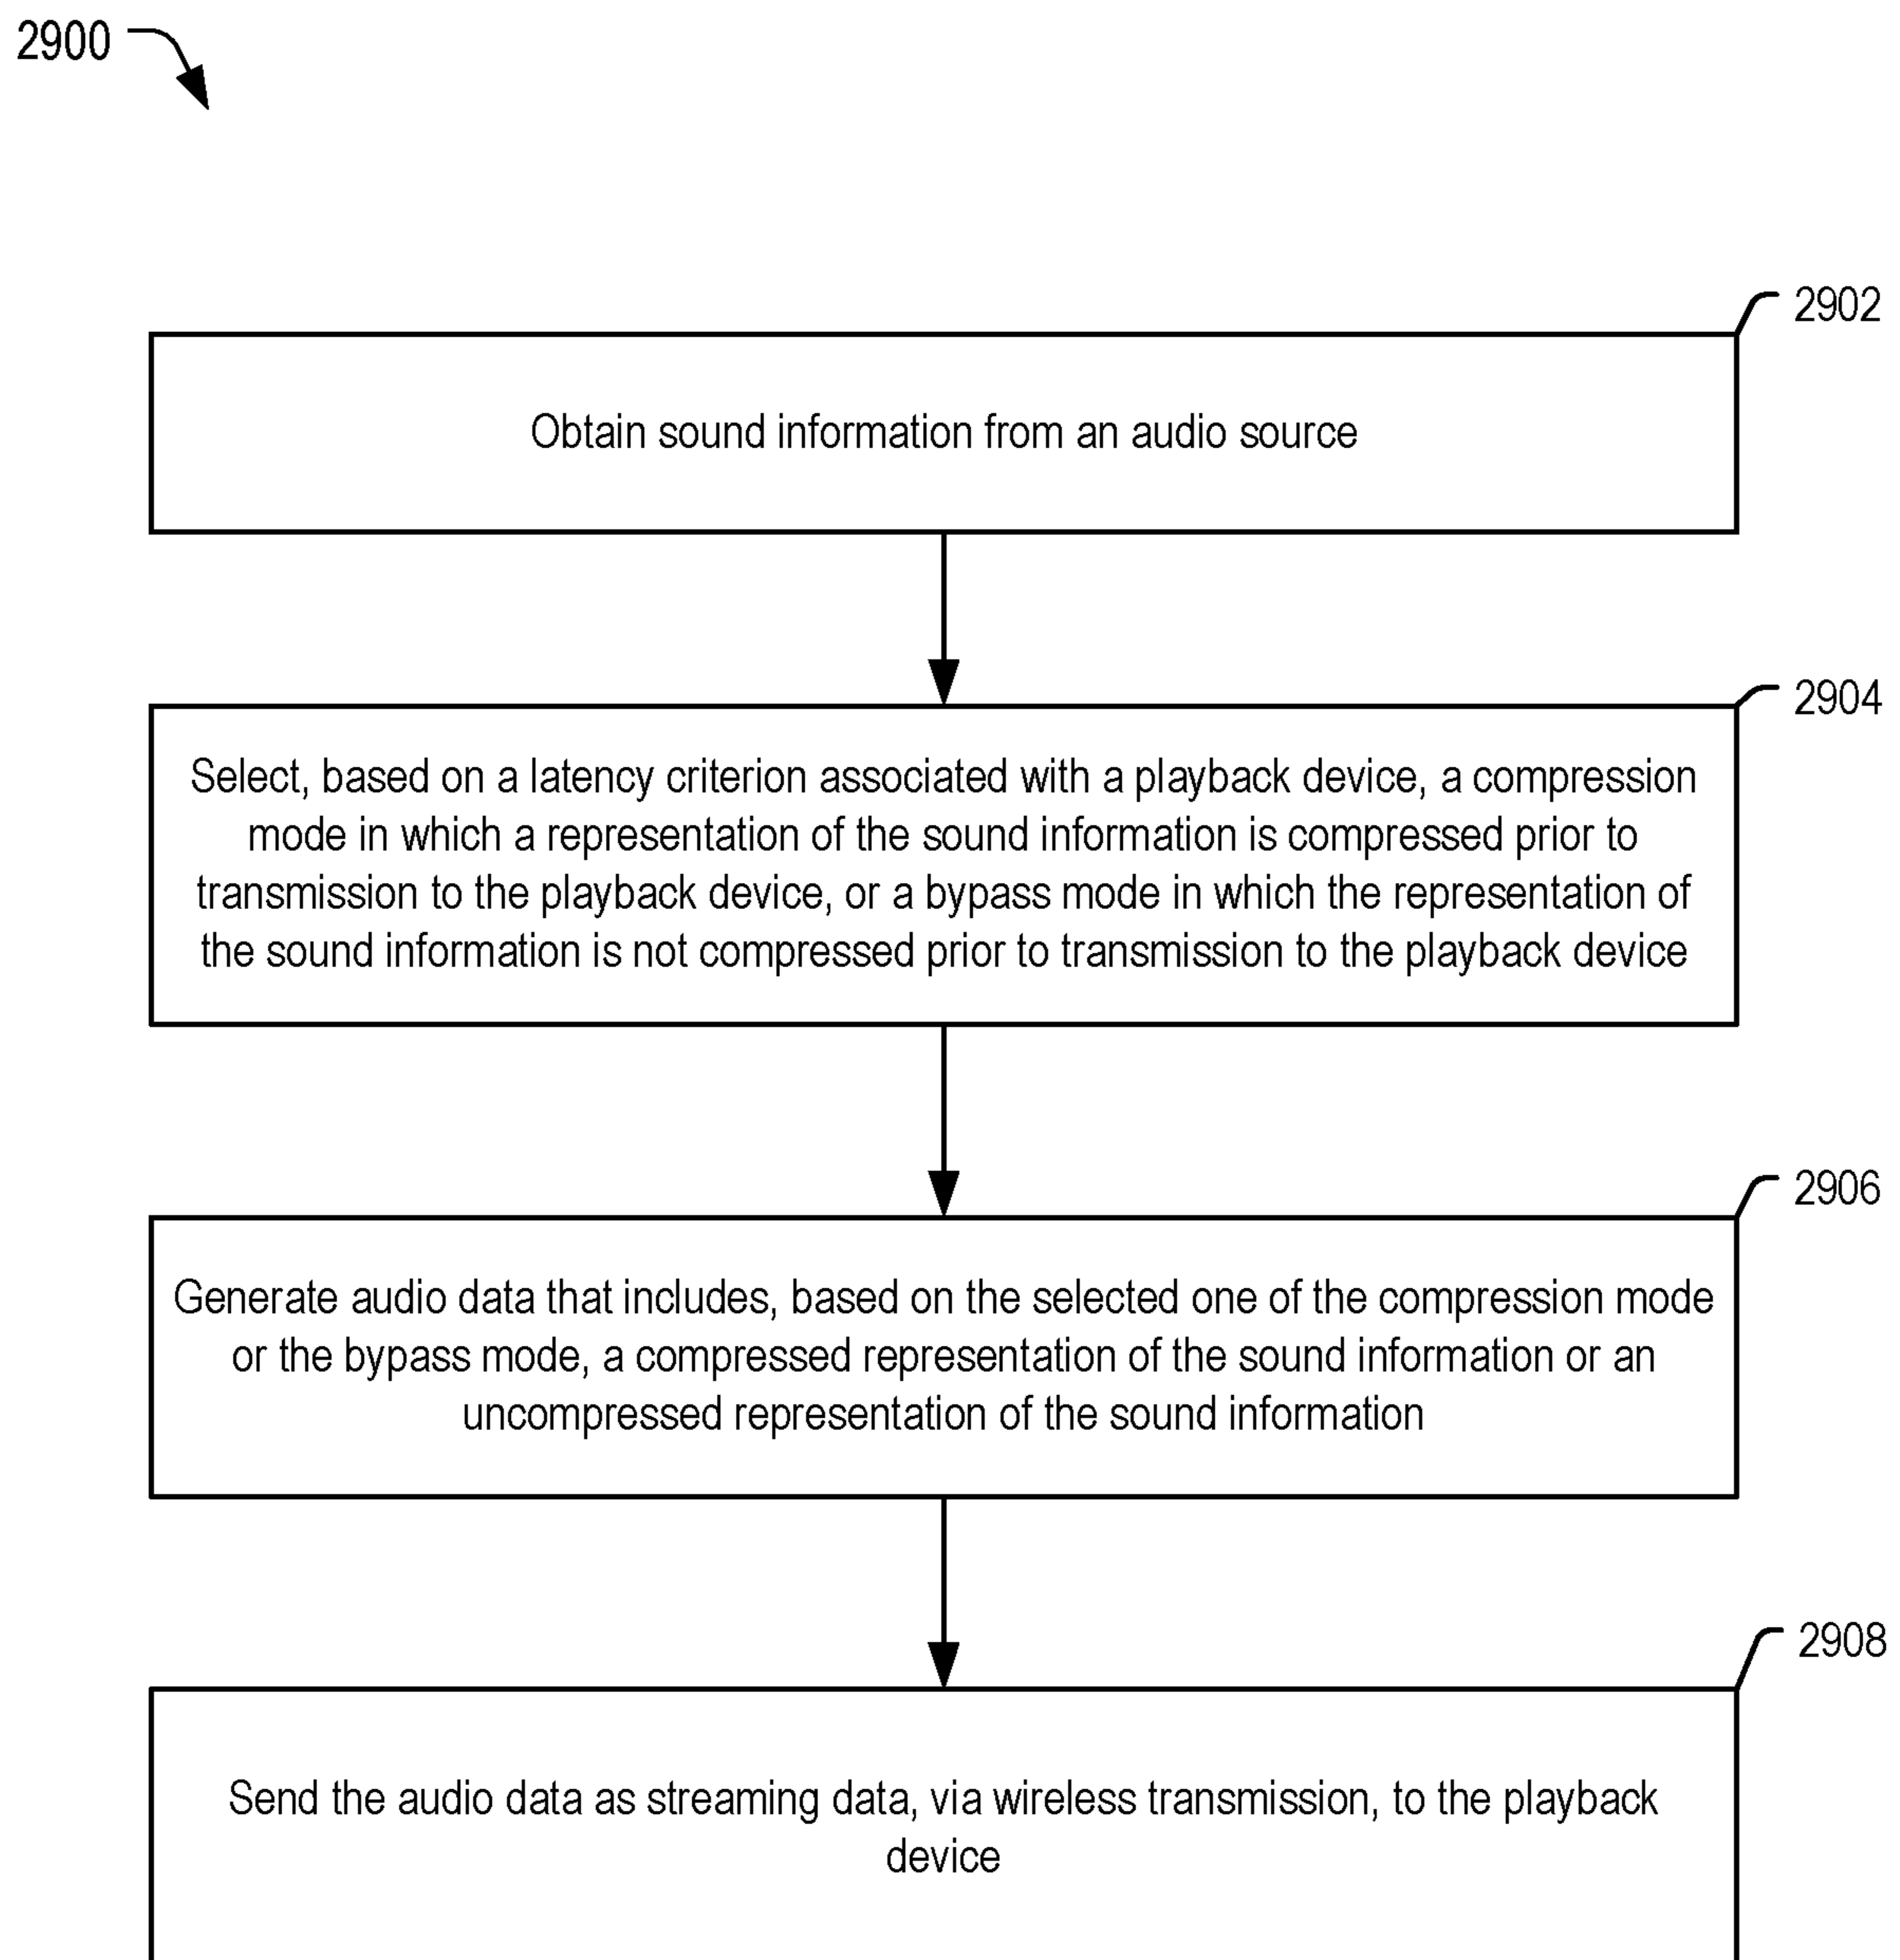 2900
2902
Obtain sound information from an audio source
2904
Select, based on a latency criterion associated with a playback device, a compression
mode in which a representation of the sound information is compressed prior to
transmission to the playback device, or a bypass mode in which the representation of
the sound information is not compressed prior to transmission to the playback device
2906
Generate audio data that includes, based on the selected one of the compression mode
or the bypass mode, a compressed representation of the sound information or an
uncompressed representation of the sound information
2908
Send the audio data as streaming data, via wireless transmission, to the playback
device